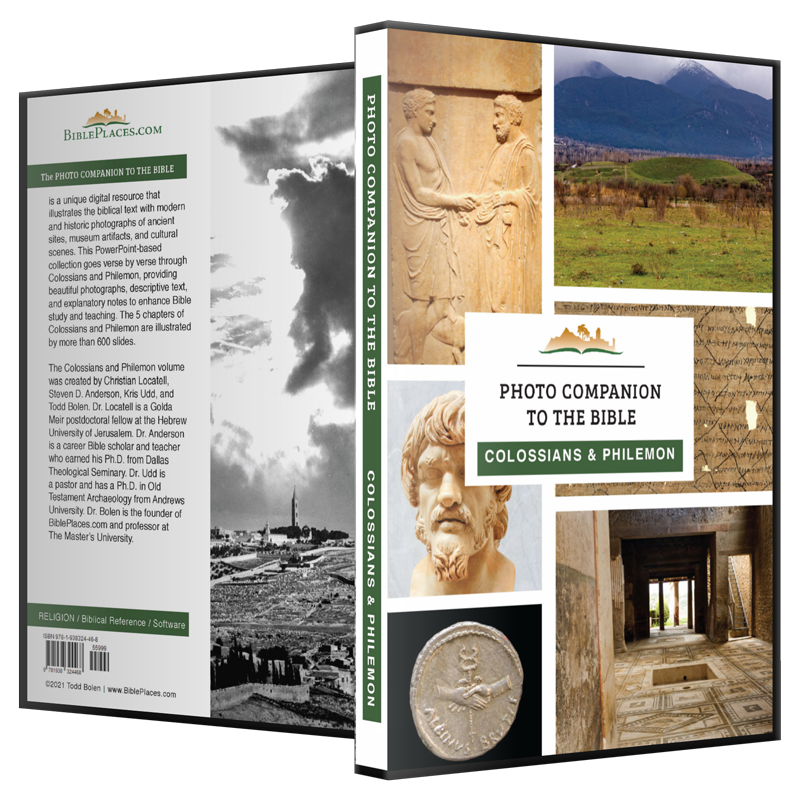 BIBLEPLACES.COM
The PHOTO COMPANION TO THE BIBLE
is a unique digital resource that
illustrates the biblical text with modern
and historic photographs of ancient
sites, museum artifacts, and cultural
scenes. This PowerPoint-based
collection goes verse by verse through
Colossians and Philemon, providing
beautiful photographs, descriptive text,
and explanatory notes to enhance Bible
study and teaching. The 5 chapters of
Colossians and Philemon are illustrated
by more than 600 slides.
The Colossians and Philemon volume
was created by Christian Locatell,
Steven D. Anderson, Kris Udd, and
Todd Bolen. Dr. Locatell is a Golda
Meir postdoctoral fellow at the Hebrew
University of Jerusalem. Dr. Anderson
is a career Bible scholar and teacher
who earned his Ph.D. from Dallas
Theological Seminary. Dr. Udd is
a pastor and has a Ph.D. in Old
Testament Archaeology from Andrews
University. Dr. Bolen is the founder of
BiblePlaces.com and professor at
The Master's University.
RELIGION / Biblical Reference / Software
ISBN 978-1-938324-46-8
55999
9 781938 324468
©2021 Todd Bolen | www.BiblePlaces.com
PHOTO COMPANION TO THE BIBLE COLOSSIANS & PHILEMON
PHOTO COMPANION
TO THE BIBLE
COLOSSIANS & PHILEMON